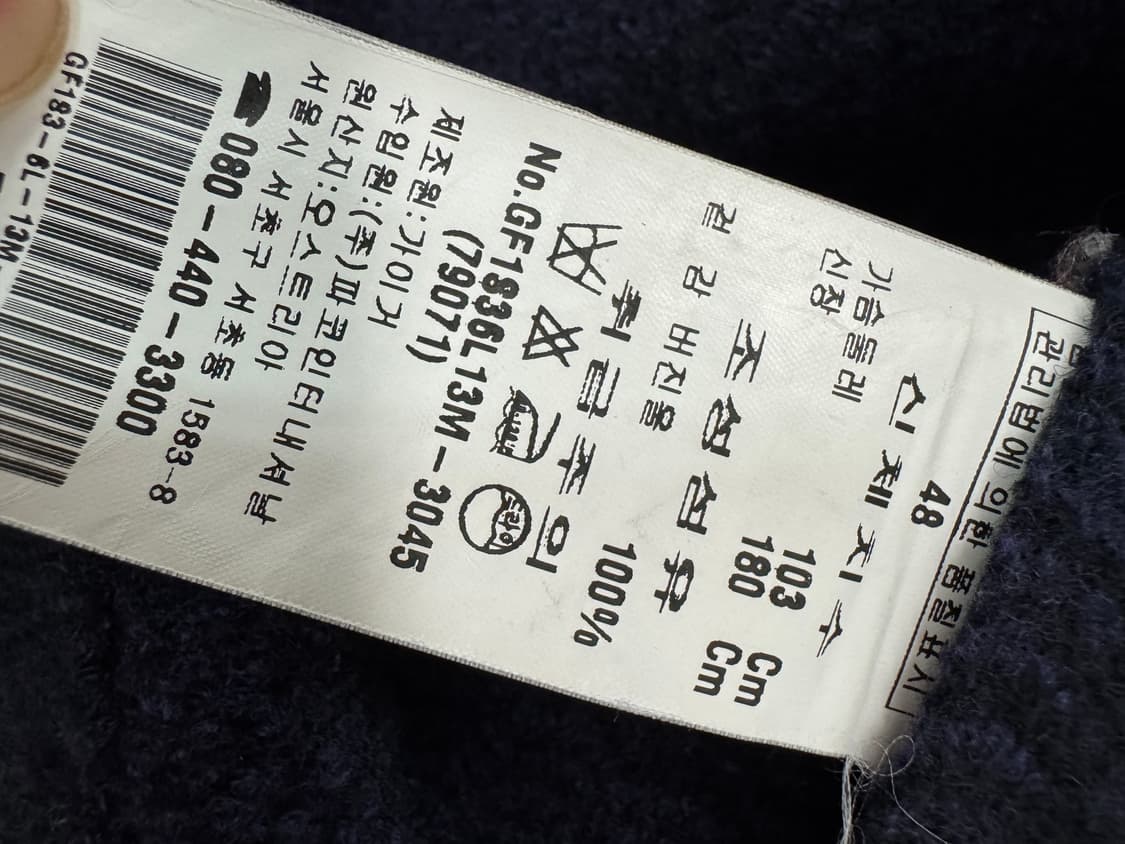 관리법에 의한 품질표시
48
신체치수
가슴둘레 103 Cm
신장 180 Cm
조성섬유
겉감 버진울 100%
취급주의
드라이
No.GF1836L13M-3045
(79071)
제조원:가이거
수입원:(주)파코인터내셔날
원산지:오스트리아
서울시 서초구 서초동 1583-8
☎080-440-3300
GF183-6L-13M